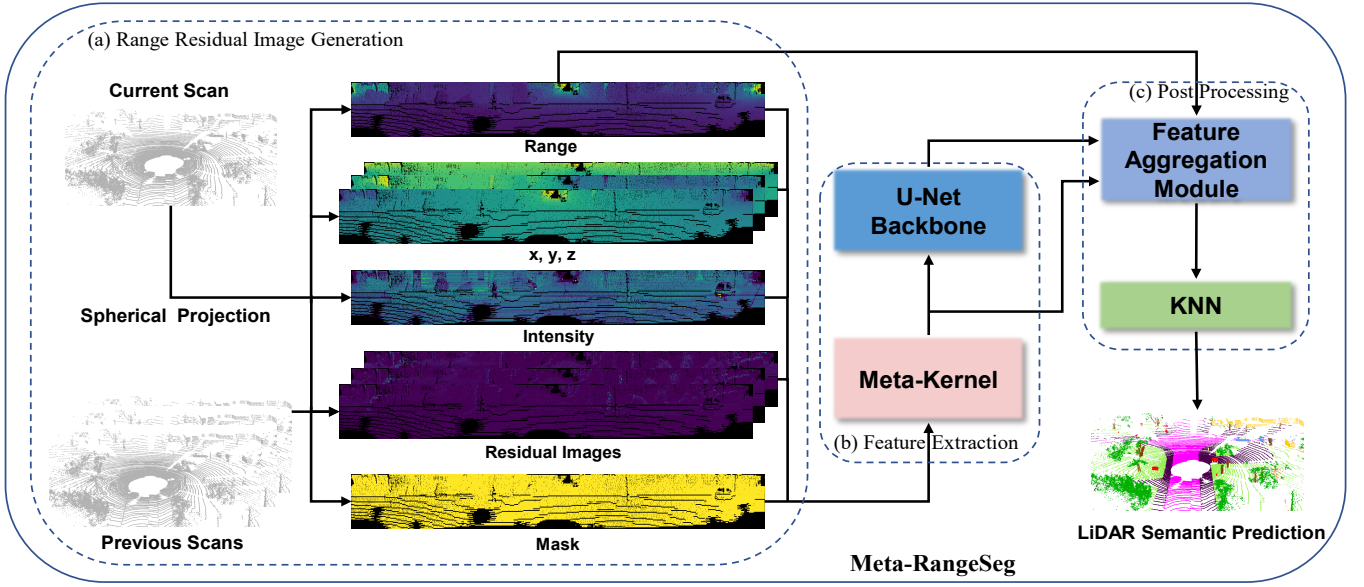 (a) Range Residual Image Generation
Current Scan
Range
x, y, z
Spherical Projection
Intensity
Residual Images
Previous Scans
Mask
U-Net
Backbone
Meta-Kernel
(b) Feature Extraction
(c) Post Processing
Feature
Aggregation
Module
KNN
LiDAR Semantic Prediction
Meta-RangeSeg